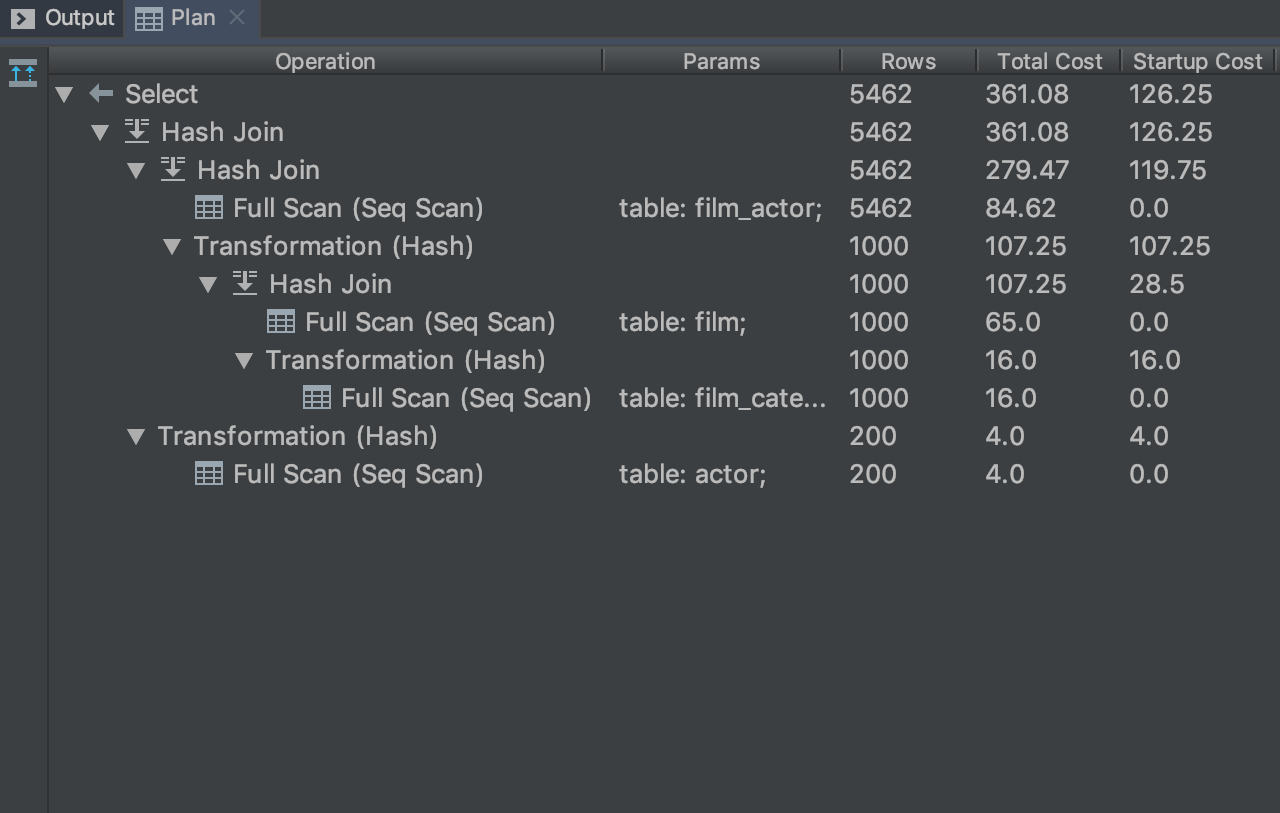 Output Plan
Operation Params Rows Total Cost Startup Cost
Select 5462 361.08 126.25
Hash Join 5462 361.08 126.25
Hash Join 5462 279.47 119.75
Full Scan (Seq Scan) table: film_actor; 5462 84.62 0.0
Transformation (Hash) 1000 107.25 107.25
Hash Join 1000 107.25 28.5
Full Scan (Seq Scan) table: film; 1000 65.0 0.0
Transformation (Hash) 1000 16.0 16.0
Full Scan (Seq Scan) table: film_cate... 1000 16.0 0.0
Transformation (Hash) 200 4.0 4.0
Full Scan (Seq Scan) table: actor; 200 4.0 0.0